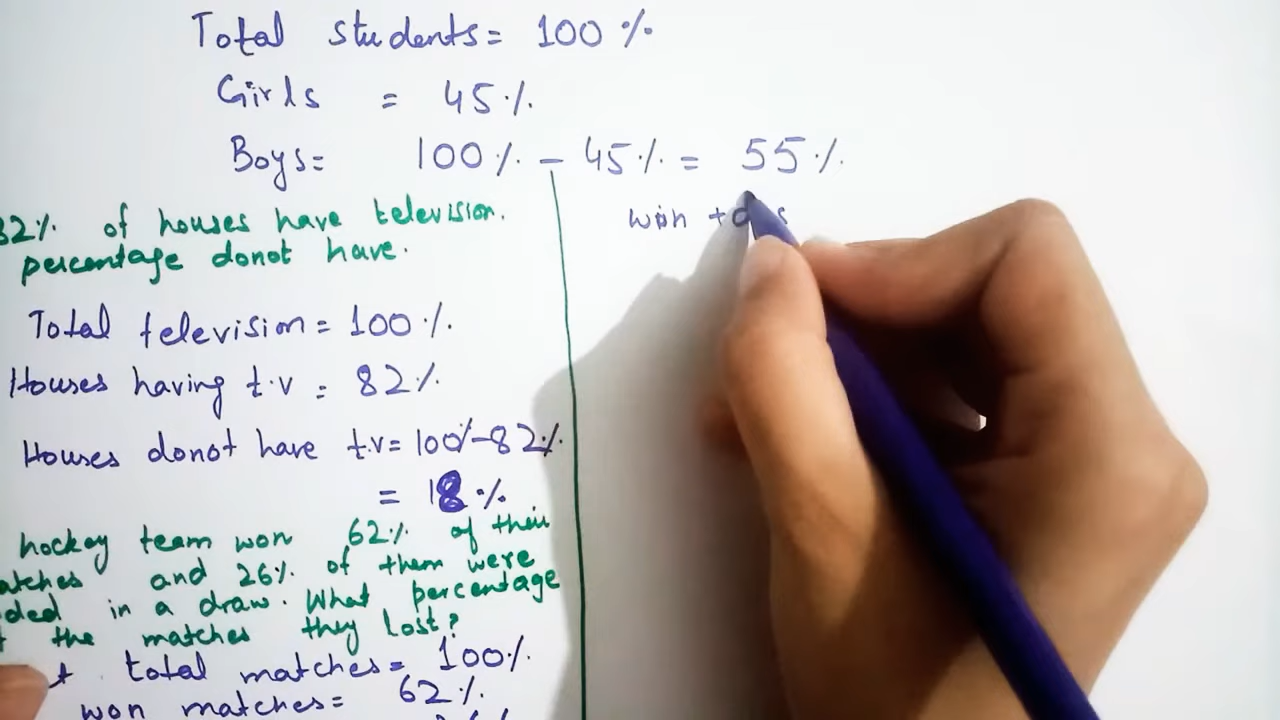 Total students= 100%
Girls = 45%.
Boys= 100% - 45% = 55%.
82% of houses have television.
percentage donot have.
Total television = 100%.
Houses having t.v = 82%.
Houses donot have t.v= 100%-82%.
= 18%
hockey team won 62% of their
and 26% of them were
in a draw. What percentage
the matches they lost?
total matches= 100%.
won matches= 62%.
won